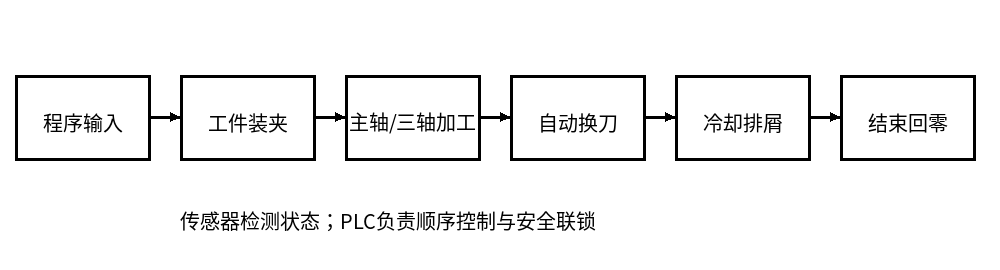 程序输入
工件装夹
主轴/三轴加工
自动换刀
冷却排屑
结束回零
传感器检测状态；PLC负责顺序控制与安全联锁